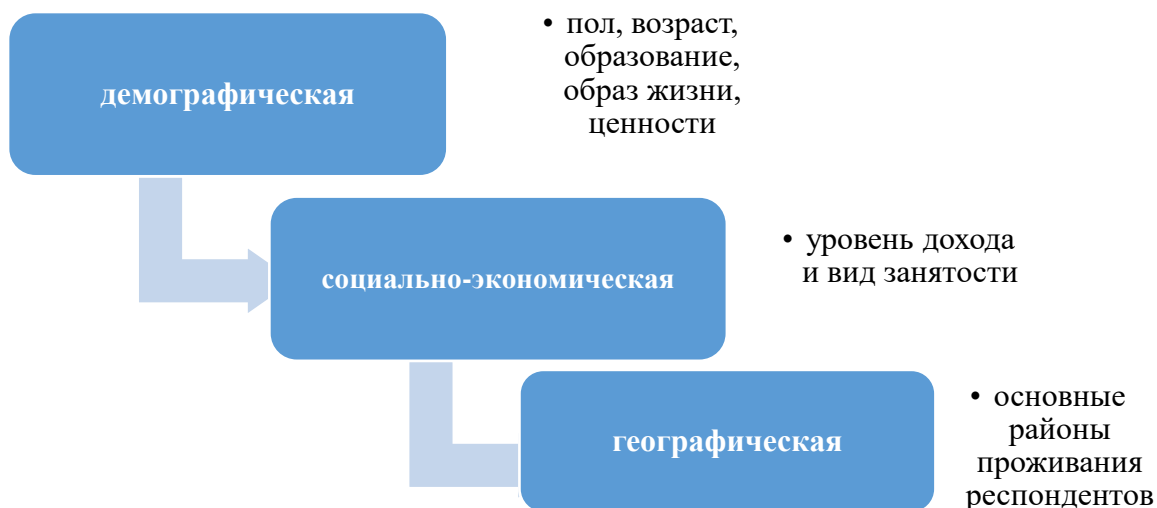 демографическая
• пол, возраст,
образование,
образ жизни,
ценности
социально-экономическая
• уровень дохода
и вид занятости
географическая
• основные
районы
проживания
респондентов